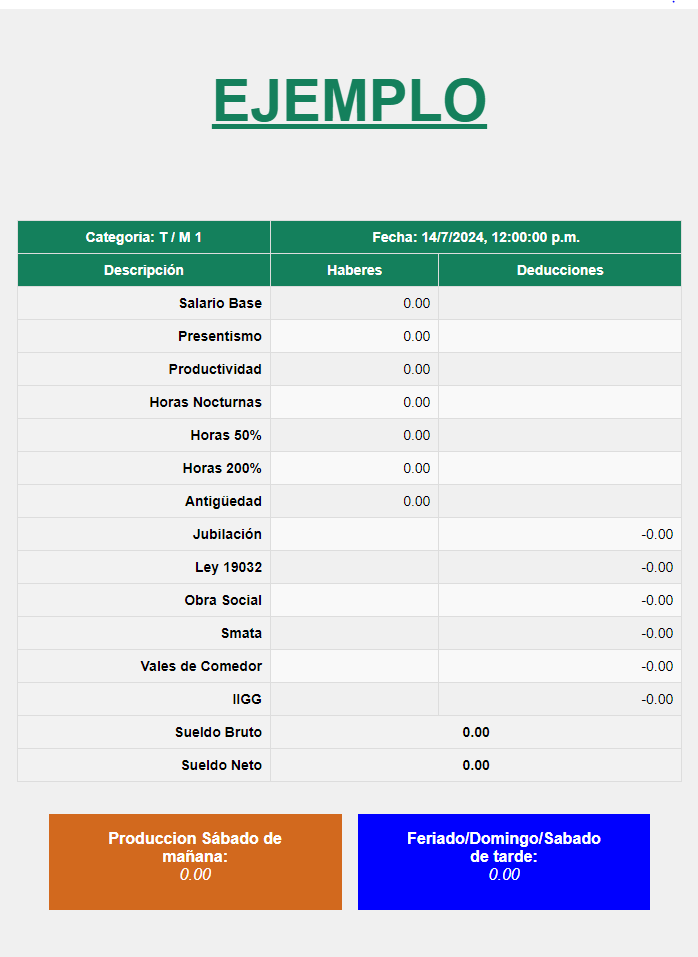 EJEMPLO
Categoria: T / M 1 Fecha: 14/7/2024, 12:00:00 p.m.
Descripción Haberes Deducciones
Salario Base 0.00
Presentismo 0.00
Productividad 0.00
Horas Nocturnas 0.00
Horas 50% 0.00
Horas 200% 0.00
Antigüedad 0.00
Jubilación -0.00
Ley 19032 -0.00
Obra Social -0.00
Smata -0.00
Vales de Comedor -0.00
IIGG -0.00
Sueldo Bruto 0.00
Sueldo Neto 0.00
Produccion Sábado de
mañana:
0.00
Feriado/Domingo/Sabado
de tarde:
0.00